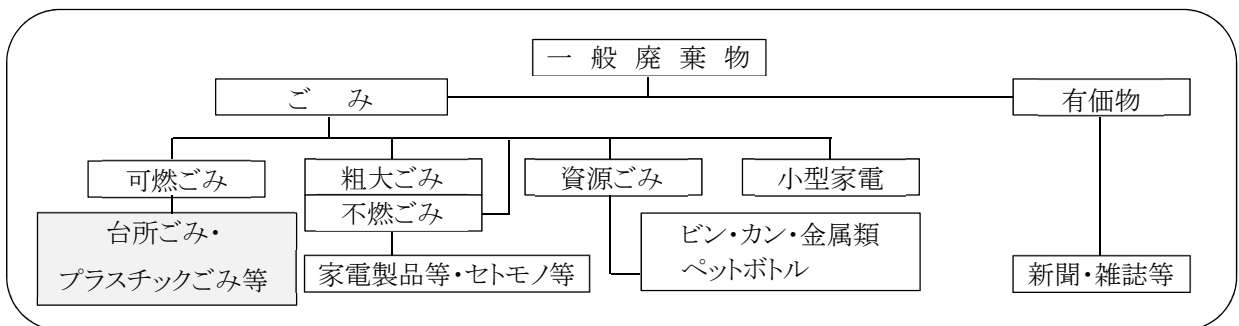 一般廃棄物
ごみ
有価物
可燃ごみ
粗大ごみ
資源ごみ
小型家電
不燃ごみ
台所ごみ・
プラスチックごみ等
家電製品等・セトモノ等
ビン・カン・金属類
ペットボトル
新聞・雑誌等